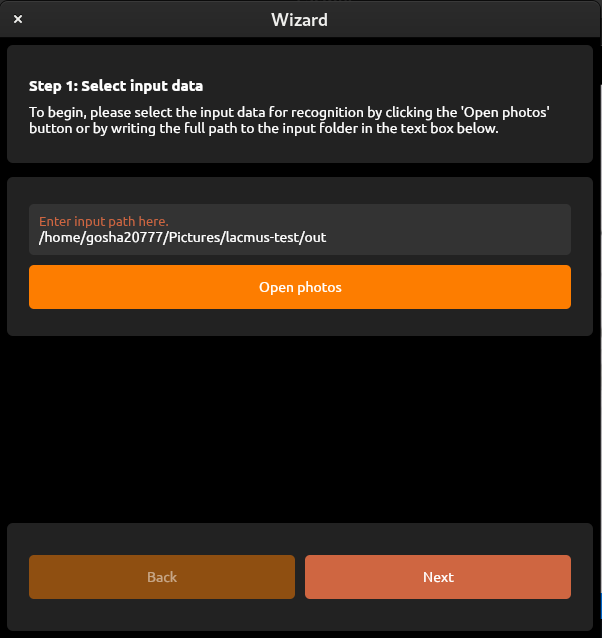 Wizard
Step 1: Select input data
To begin, please select the input data for recognition by clicking the 'Open photos'
button or by writing the full path to the input folder in the text box below.
Enter input path here.
/home/gosha20777/Pictures/lacmus-test/out
Open photos
Back
Next